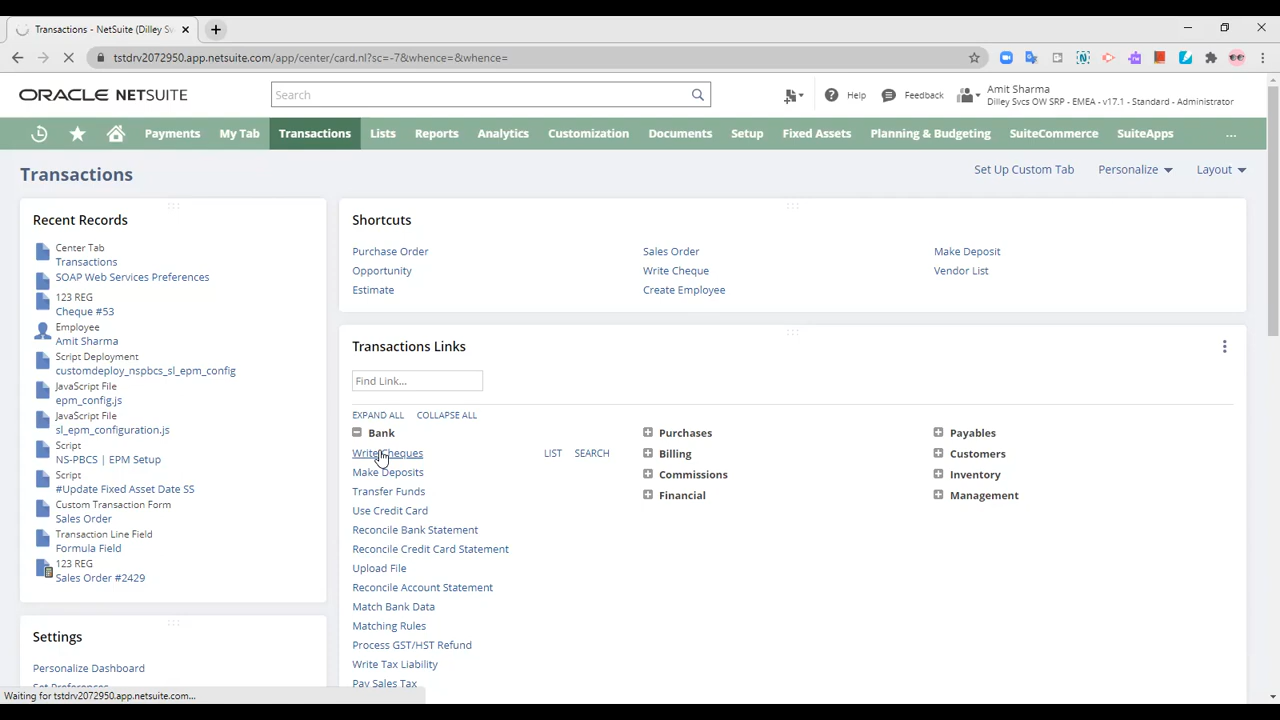 Transactions - NetSuite (Dilley Sv
tstdrv2072950.app.netsuite.com/app/center/card.nl?sc=-7&whence=&whence=
ORACLE NETSUITE
Search
Help
Feedback
Amit Sharma
Dilley Svcs OW SRP - EMEA - v17.1 - Standard - Administrator
Payments My Tab Transactions Lists Reports Analytics Customization Documents Setup Fixed Assets Planning & Budgeting SuiteCommerce SuiteApps ...
Transactions
Set Up Custom Tab Personalize Layout
Recent Records
Center Tab
Transactions
SOAP Web Services Preferences
123 REG
Cheque #53
Employee
Amit Sharma
Script Deployment
customdeploy_nspbcs_sl_epm_config
JavaScript File
epm_config.js
JavaScript File
sl_epm_configuration.js
Script
NS-PBCS | EPM Setup
Script
#Update Fixed Asset Date SS
Custom Transaction Form
Sales Order
Transaction Line Field
Formula Field
123 REG
Sales Order #2429
Settings
Personalize Dashboard
Shortcuts
Purchase Order Sales Order Make Deposit
Opportunity Write Cheque Vendor List
Estimate Create Employee
Transactions Links
Find Link...
EXPAND ALL COLLAPSE ALL
Bank Purchases Payables
Write Cheques LIST SEARCH Billing Customers
Make Deposits Commissions Inventory
Transfer Funds Financial Management
Use Credit Card
Reconcile Bank Statement
Reconcile Credit Card Statement
Upload File
Reconcile Account Statement
Match Bank Data
Matching Rules
Process GST/HST Refund
Write Tax Liability
Pay Sales Tax
Waiting for tstdrv2072950.app.netsuite.com...